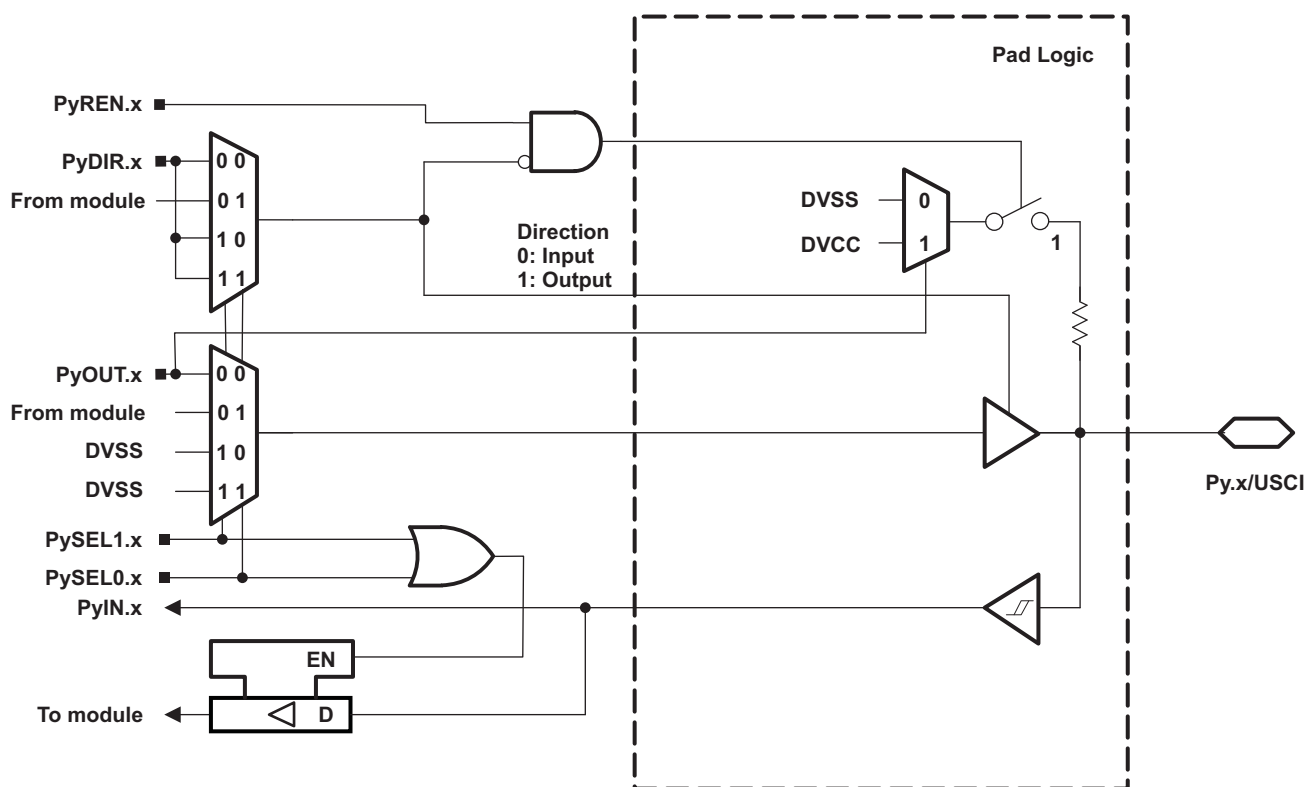 Pad Logic
PyREN.x
PyDIR.x
0 0
From module
0 1
1 0
1 1
Direction
0: Input
1: Output
DVSS
0
DVCC
1
1
PyOUT.x
0 0
From module
0 1
DVSS
1 0
DVSS
1 1
Py.x/USCI
PySEL1.x
PySEL0.x
PyIN.x
EN
To module
D